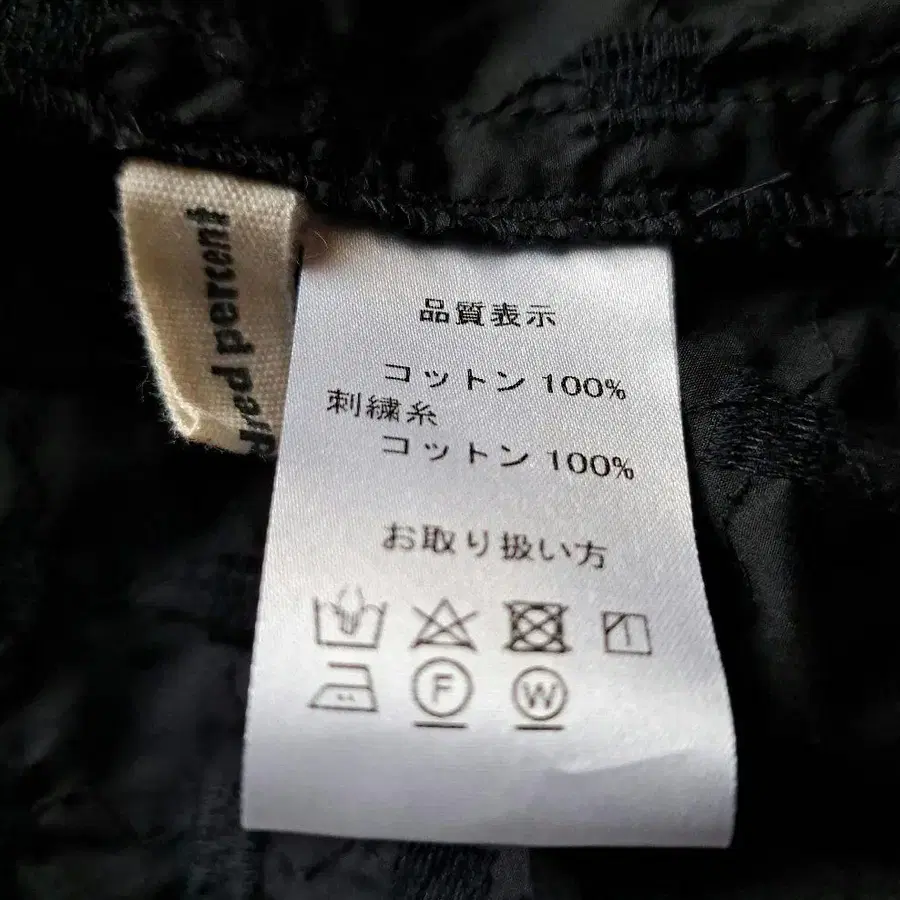 percent
品質表示
コットン 100%
刺繍糸
コットン 100%
お取り扱い方
F
W